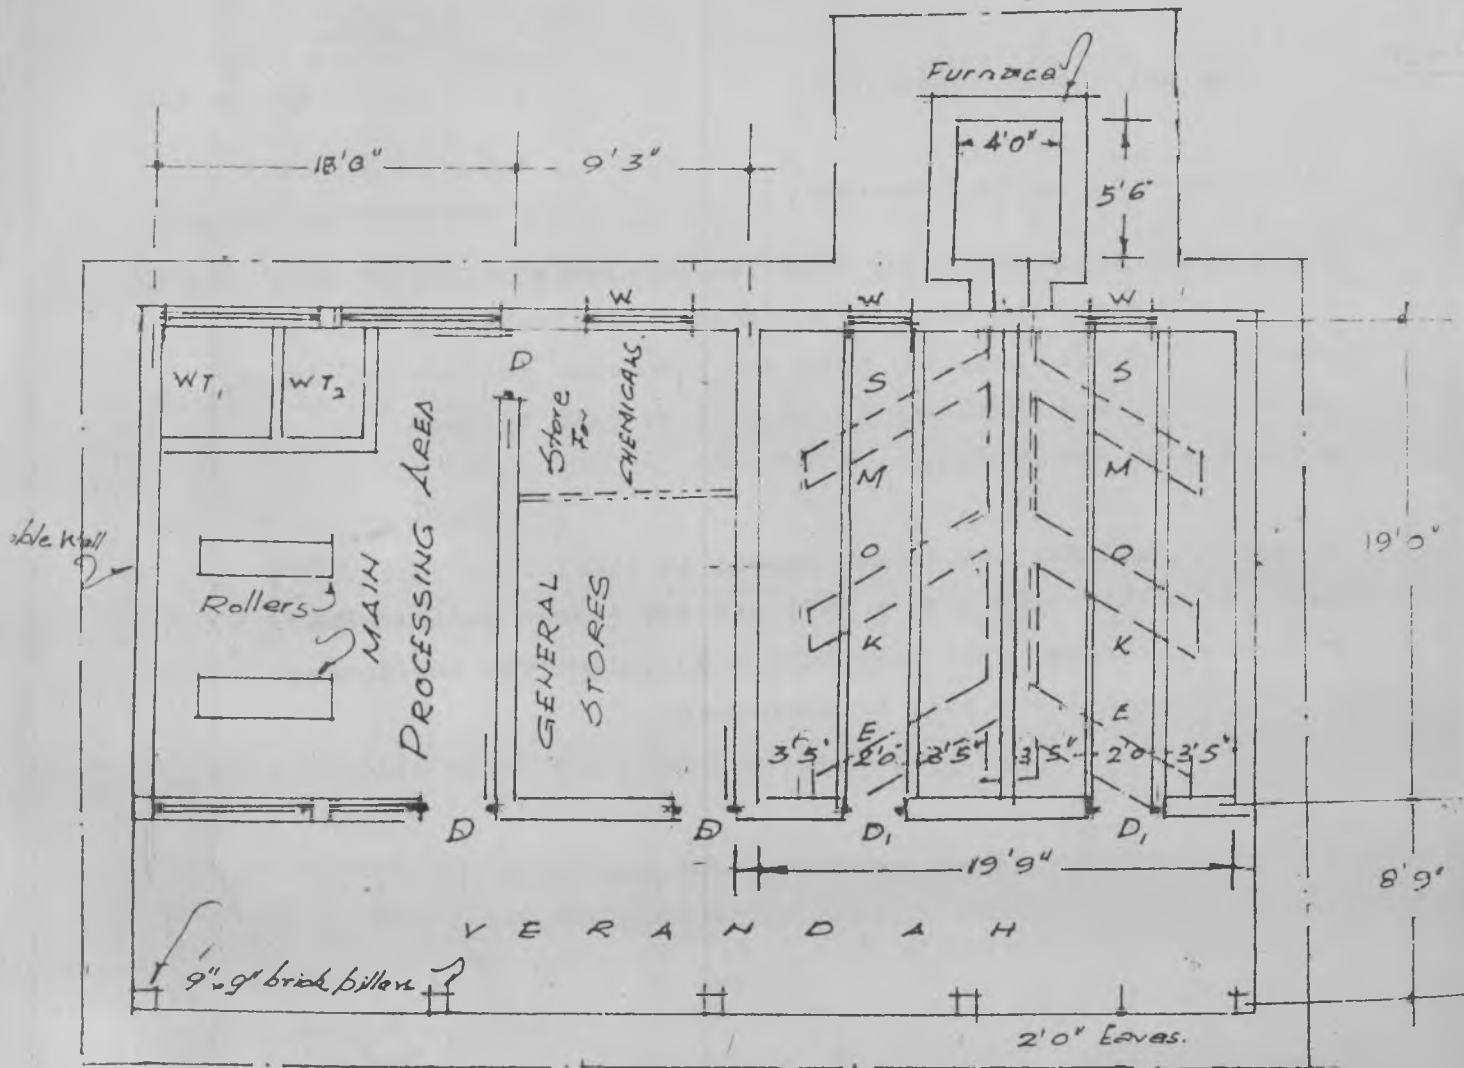 Furnace
4'0"
5'6"
9'3"
W
W
W
WT1
WT2
D
Store
For
CHEMICALS.
MAIN
PROCESSING AREA
GENERAL
STORES
Rollers
S
M
O
K
E
S
M
O
K
E
19'0"
3'5"
2'0"
3'5"
3'5"
2'0
3'5"
D
D
D1
D1
19'9"
8'9"
VERANDAH
9"x9" brick pillars
2'0" Eaves.